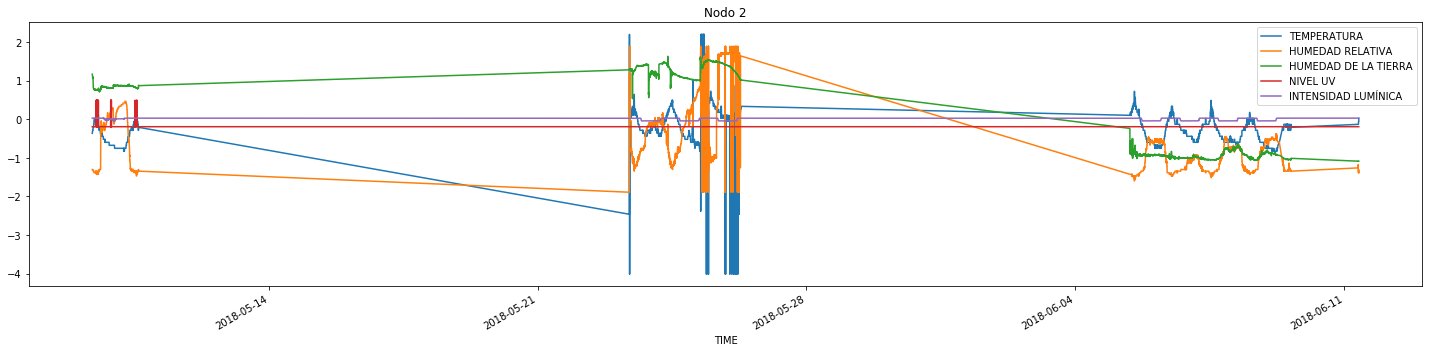 Nodo 2
TEMPERATURA
HUMEDAD RELATIVA
HUMEDAD DE LA TIERRA
NIVEL UV
INTENSIDAD LUMÍNICA
2
1
0
−1
−2
−3
−4
2018-05-14
2018-05-21
2018-05-28
2018-06-04
2018-06-11
TIME